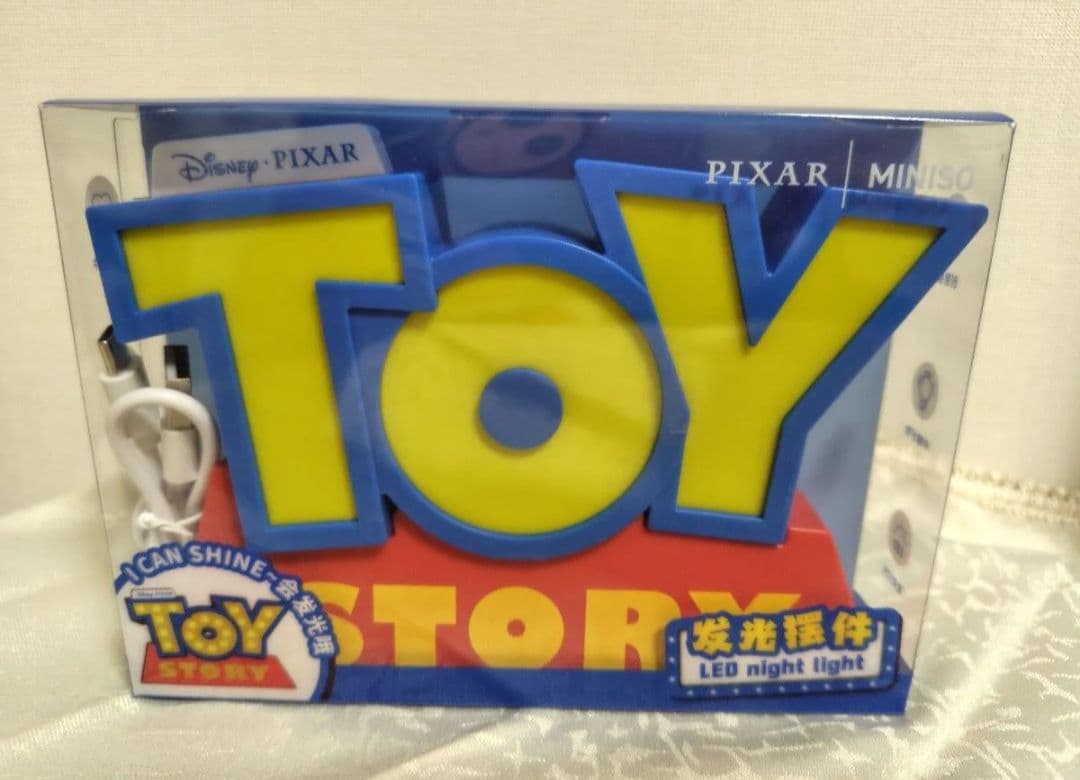 Disney · PIXAR
PIXAR | MINISO
TOY
STORY
I CAN SHINE~会发光哦
TOY
STORY
发光摆件
LED night light